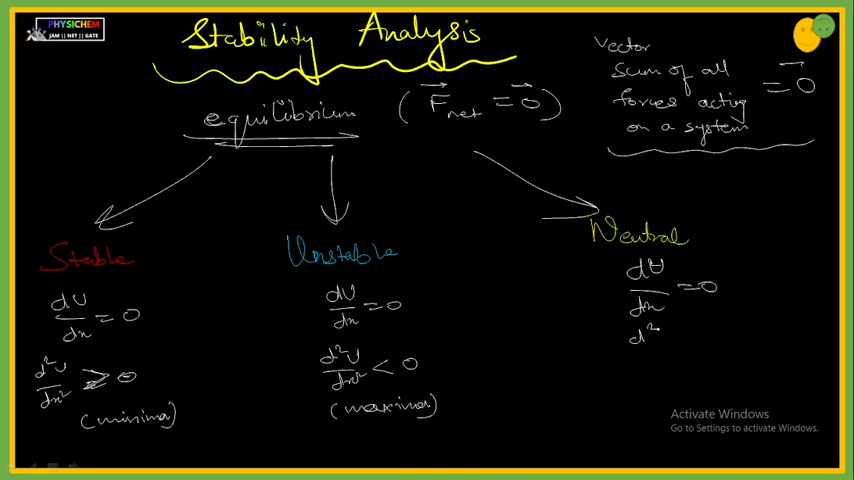 PHYSICHEM
JAM || NET || GATE
Stability Analysis
equilibrium (F⃗net = 0⃗)
Vector
sum of all
forces acting = 0⃗
on a system
Stable
dU/dx = 0
d²U/dx² > 0
(minima)
Unstable
dU/dx = 0
d²U/dx² < 0
(maxima)
Neutral
dU/dx = 0
d²
Activate Windows
Go to Settings to activate Windows.